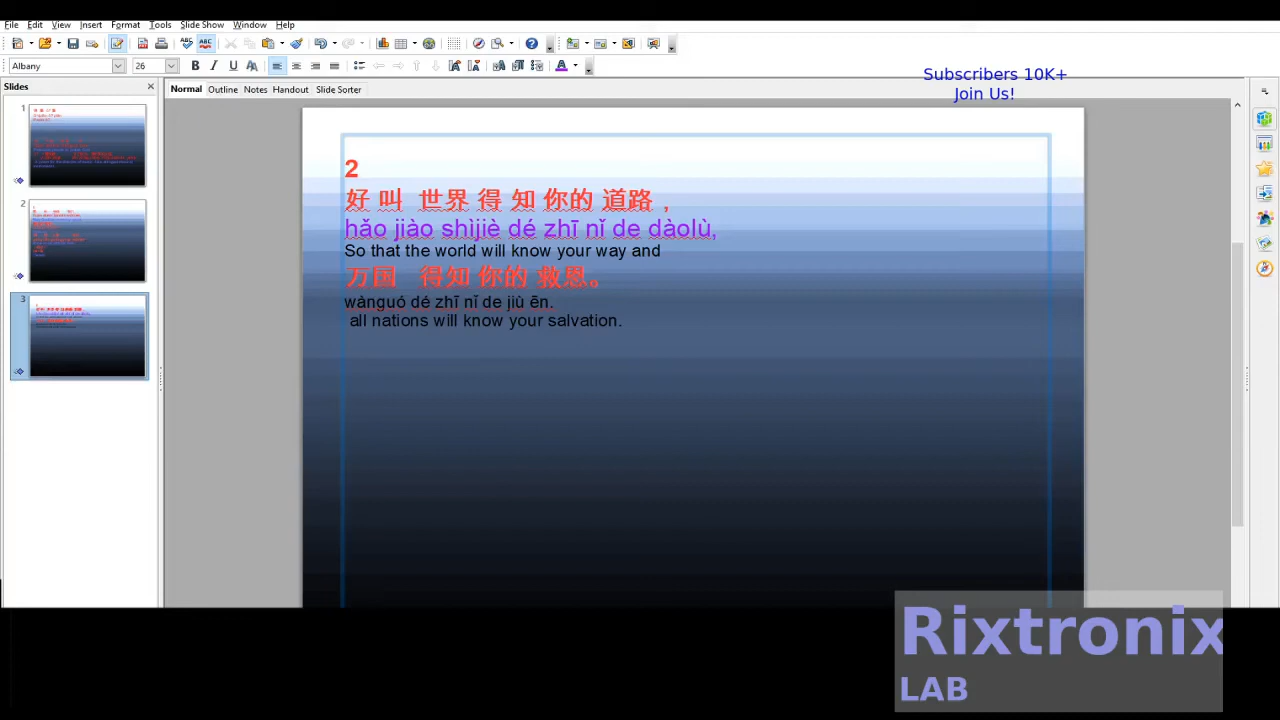 File Edit View Insert Format Tools Slide Show Window Help
Albany 26
Subscribers 10K+
Join Us!
Slides
Normal Outline Notes Handout Slide Sorter
1
2
3
2
好 叫 世界 得 知 你的 道路 ,
hǎo jiào shìjiè dé zhī nǐ de dàolù,
So that the world will know your way and
万国 得知 你的 救恩。
wànguó dé zhī nǐ de jiù ēn.
all nations will know your salvation.
Rixtronix
LAB